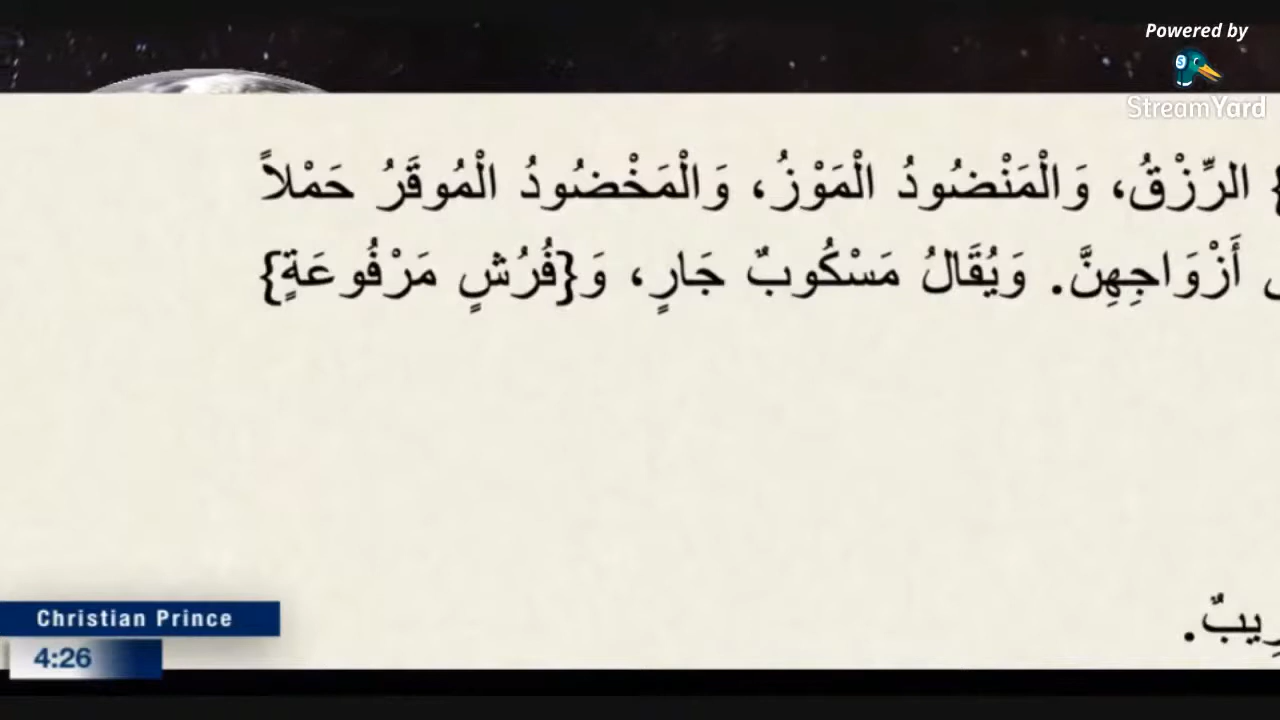 Powered by
StreamYard
} الرِّزْقُ، وَالْمَنْضُودُ الْمَوْزُ، وَالْمَخْضُودُ الْمُوقَرُ حَمْلاً
أَزْوَاجِهِنَّ. وَيُقَالُ مَسْكُوبٌ جَارٍ، وَ{فُرُشٍ مَرْفُوعَةٍ}
Christian Prince
4:26